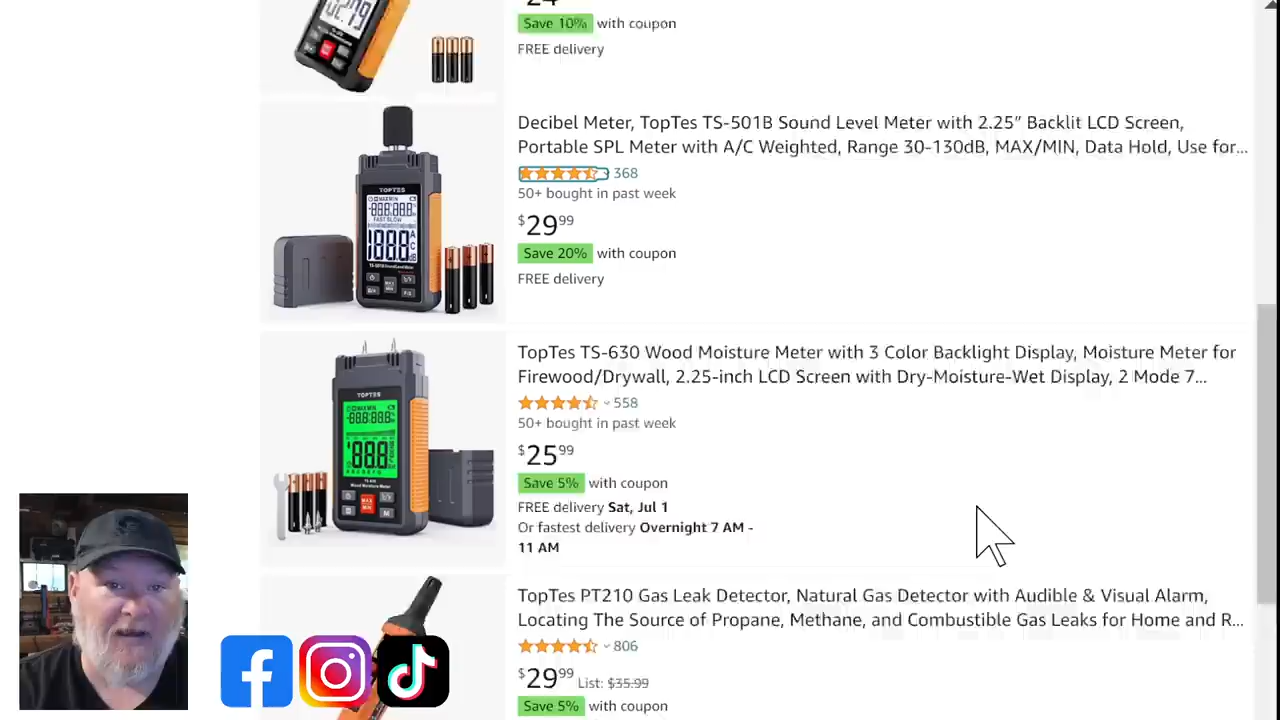 Save 10% with coupon
FREE delivery
Decibel Meter, TopTes TS-501B Sound Level Meter with 2.25" Backlit LCD Screen,
Portable SPL Meter with A/C Weighted, Range 30-130dB, MAX/MIN, Data Hold, Use for...
368
50+ bought in past week
$29.99
Save 20% with coupon
FREE delivery
TOPTES
TopTes TS-630 Wood Moisture Meter with 3 Color Backlight Display, Moisture Meter for
Firewood/Drywall, 2.25-inch LCD Screen with Dry-Moisture-Wet Display, 2 Mode 7...
558
50+ bought in past week
$25.99
Save 5% with coupon
FREE delivery Sat, Jul 1
Or fastest delivery Overnight 7 AM -
11 AM
TOPTES
TopTes PT210 Gas Leak Detector, Natural Gas Detector with Audible & Visual Alarm,
Locating The Source of Propane, Methane, and Combustible Gas Leaks for Home and R...
806
$29.99 List: $35.99
Save 5% with coupon